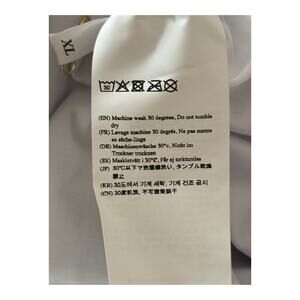 XL
30
(EN) Machine wash 30 degrees, Do not tumble
dry
(FR) Lavage machine 30 degrés, Ne pas mettre
au sèche-linge
(DE) Maschinenwäsche 30°c, Nicht im
Trockner trocknen
(SE) Maskintvätt i 30°C, Får ej torktumlas
(JP) 30℃以下で洗濯機洗い、タンブル乾燥
禁止
(KR) 30도에서 기계 세탁, 기계 건조 금지
(CN) 30度机洗，不可滚筒烘干